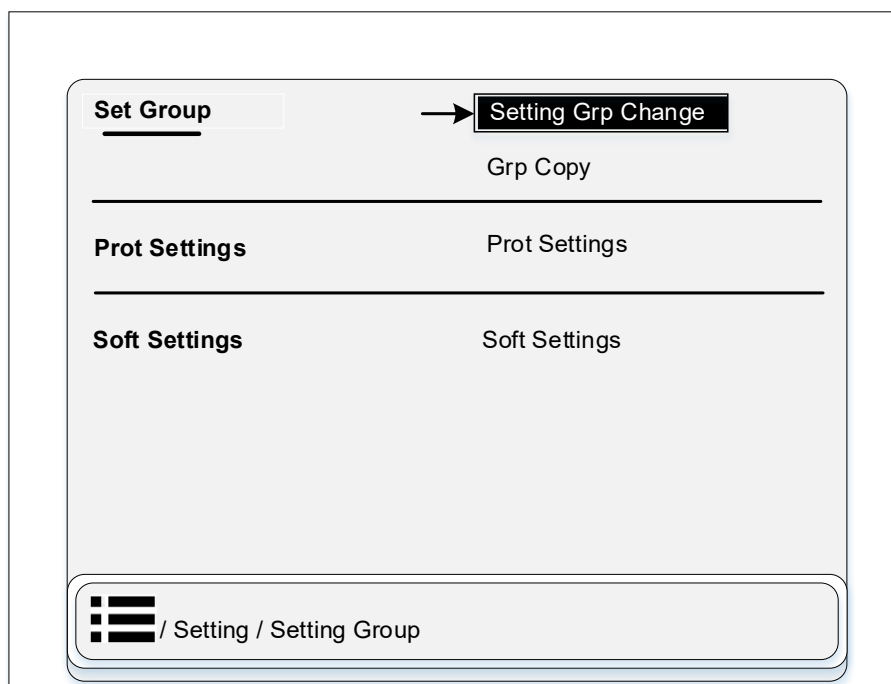 Set Group
Setting Grp Change
Grp Copy
Prot Settings
Prot Settings
Soft Settings
Soft Settings
/ Setting / Setting Group